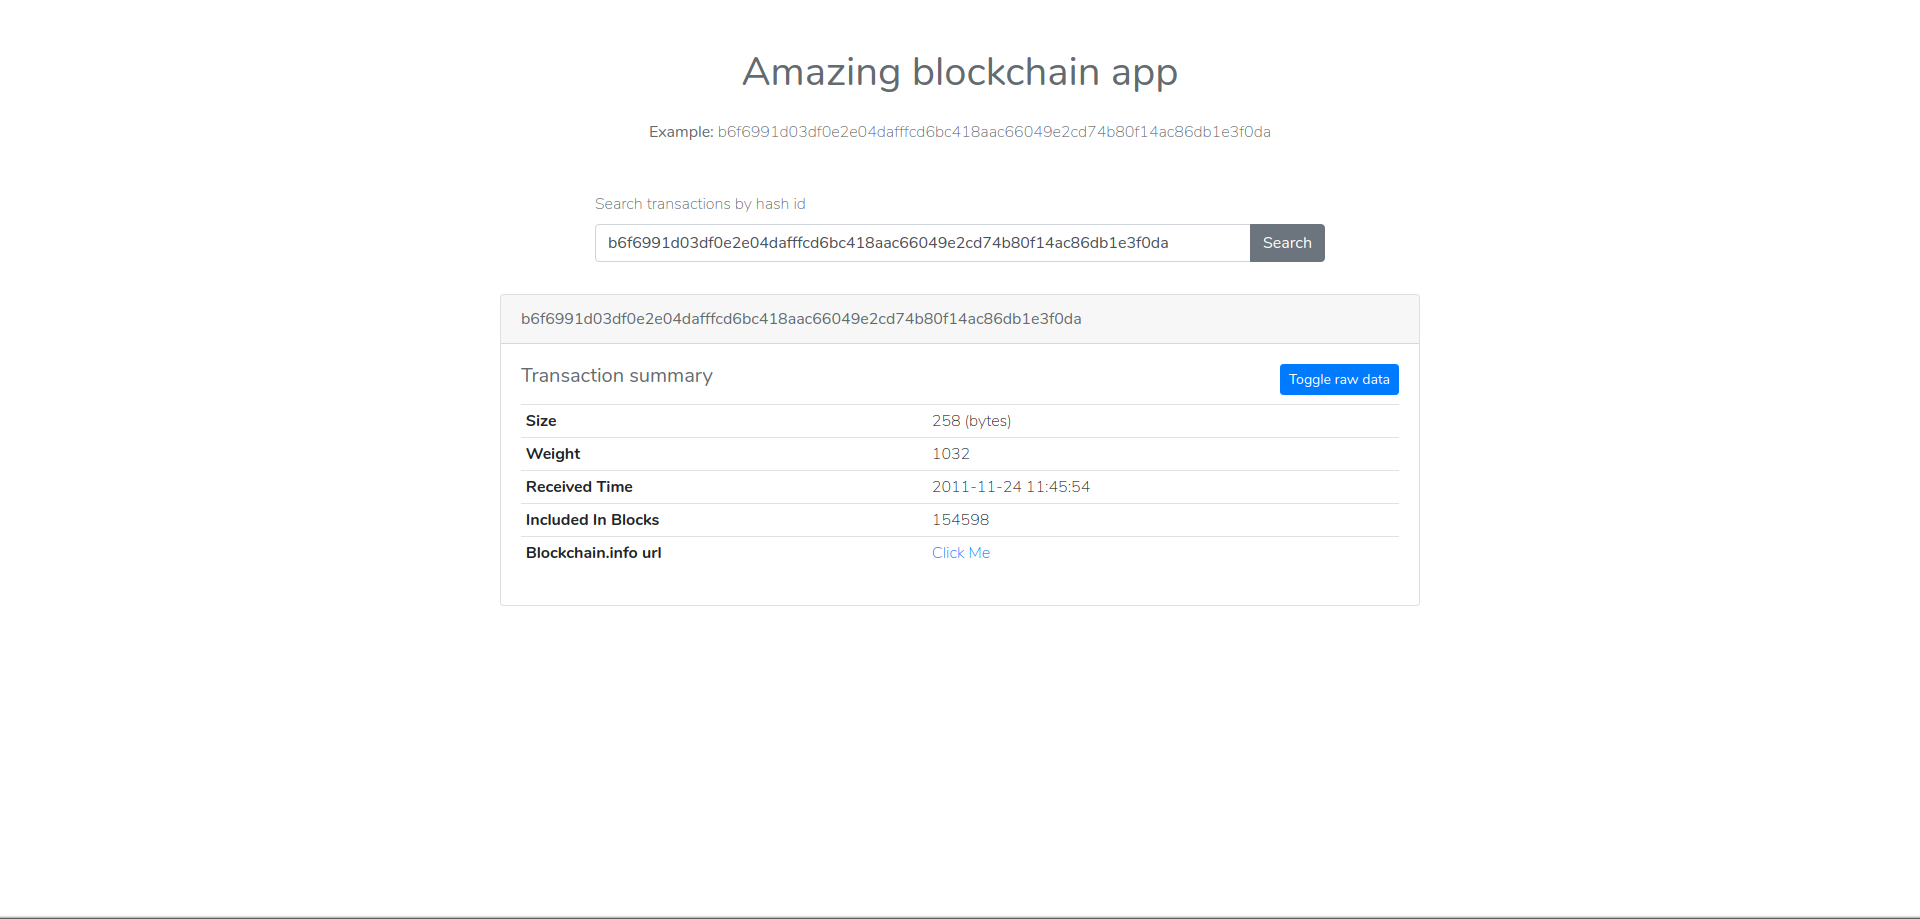 Amazing blockchain app
Example: b6f6991d03df0e2e04dafffcd6bc418aac66049e2cd74b80f14ac86db1e3f0da
Search transactions by hash id
b6f6991d03df0e2e04dafffcd6bc418aac66049e2cd74b80f14ac86db1e3f0da Search
b6f6991d03df0e2e04dafffcd6bc418aac66049e2cd74b80f14ac86db1e3f0da
Transaction summary Toggle raw data
Size 258 (bytes)
Weight 1032
Received Time 2011-11-24 11:45:54
Included In Blocks 154598
Blockchain.info url Click Me